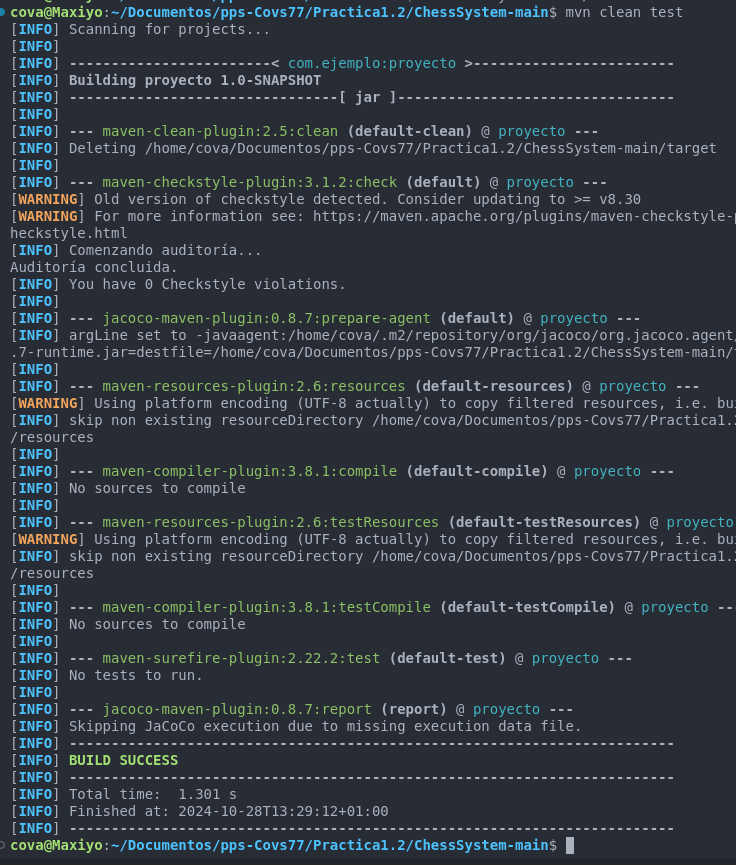 cova@Maxiyo:~/Documentos/pps-Covs77/Practica1.2/ChessSystem-main$ mvn clean test
[INFO] Scanning for projects...
[INFO]
[INFO] ------------------------< com.ejemplo:proyecto >------------------------
[INFO] Building proyecto 1.0-SNAPSHOT
[INFO] --------------------------------[ jar ]---------------------------------
[INFO]
[INFO] --- maven-clean-plugin:2.5:clean (default-clean) @ proyecto ---
[INFO] Deleting /home/cova/Documentos/pps-Covs77/Practica1.2/ChessSystem-main/target
[INFO]
[INFO] --- maven-checkstyle-plugin:3.1.2:check (default) @ proyecto ---
[WARNING] Old version of checkstyle detected. Consider updating to >= v8.30
[WARNING] For more information see: https://maven.apache.org/plugins/maven-checkstyle-p
heckstyle.html
[INFO] Comenzando auditoría...
Auditoría concluida.
[INFO] You have 0 Checkstyle violations.
[INFO]
[INFO] --- jacoco-maven-plugin:0.8.7:prepare-agent (default) @ proyecto ---
[INFO] argLine set to -javaagent:/home/cova/.m2/repository/org/jacoco/org.jacoco.agent/
.7-runtime.jar=destfile=/home/cova/Documentos/pps-Covs77/Practica1.2/ChessSystem-main/
[INFO]
[INFO] --- maven-resources-plugin:2.6:resources (default-resources) @ proyecto ---
[WARNING] Using platform encoding (UTF-8 actually) to copy filtered resources, i.e. bui
[INFO] skip non existing resourceDirectory /home/cova/Documentos/pps-Covs77/Practica1.2
/resources
[INFO]
[INFO] --- maven-compiler-plugin:3.8.1:compile (default-compile) @ proyecto ---
[INFO] No sources to compile
[INFO]
[INFO] --- maven-resources-plugin:2.6:testResources (default-testResources) @ proyecto
[WARNING] Using platform encoding (UTF-8 actually) to copy filtered resources, i.e. bui
[INFO] skip non existing resourceDirectory /home/cova/Documentos/pps-Covs77/Practica1.2
/resources
[INFO]
[INFO] --- maven-compiler-plugin:3.8.1:testCompile (default-testCompile) @ proyecto ---
[INFO] No sources to compile
[INFO]
[INFO] --- maven-surefire-plugin:2.22.2:test (default-test) @ proyecto ---
[INFO] No tests to run.
[INFO]
[INFO] --- jacoco-maven-plugin:0.8.7:report (report) @ proyecto ---
[INFO] Skipping JaCoCo execution due to missing execution data file.
[INFO] ------------------------------------------------------------------------
[INFO] BUILD SUCCESS
[INFO] ------------------------------------------------------------------------
[INFO] Total time:  1.301 s
[INFO] Finished at: 2024-10-28T13:29:12+01:00
[INFO] ------------------------------------------------------------------------
cova@Maxiyo:~/Documentos/pps-Covs77/Practica1.2/ChessSystem-main$